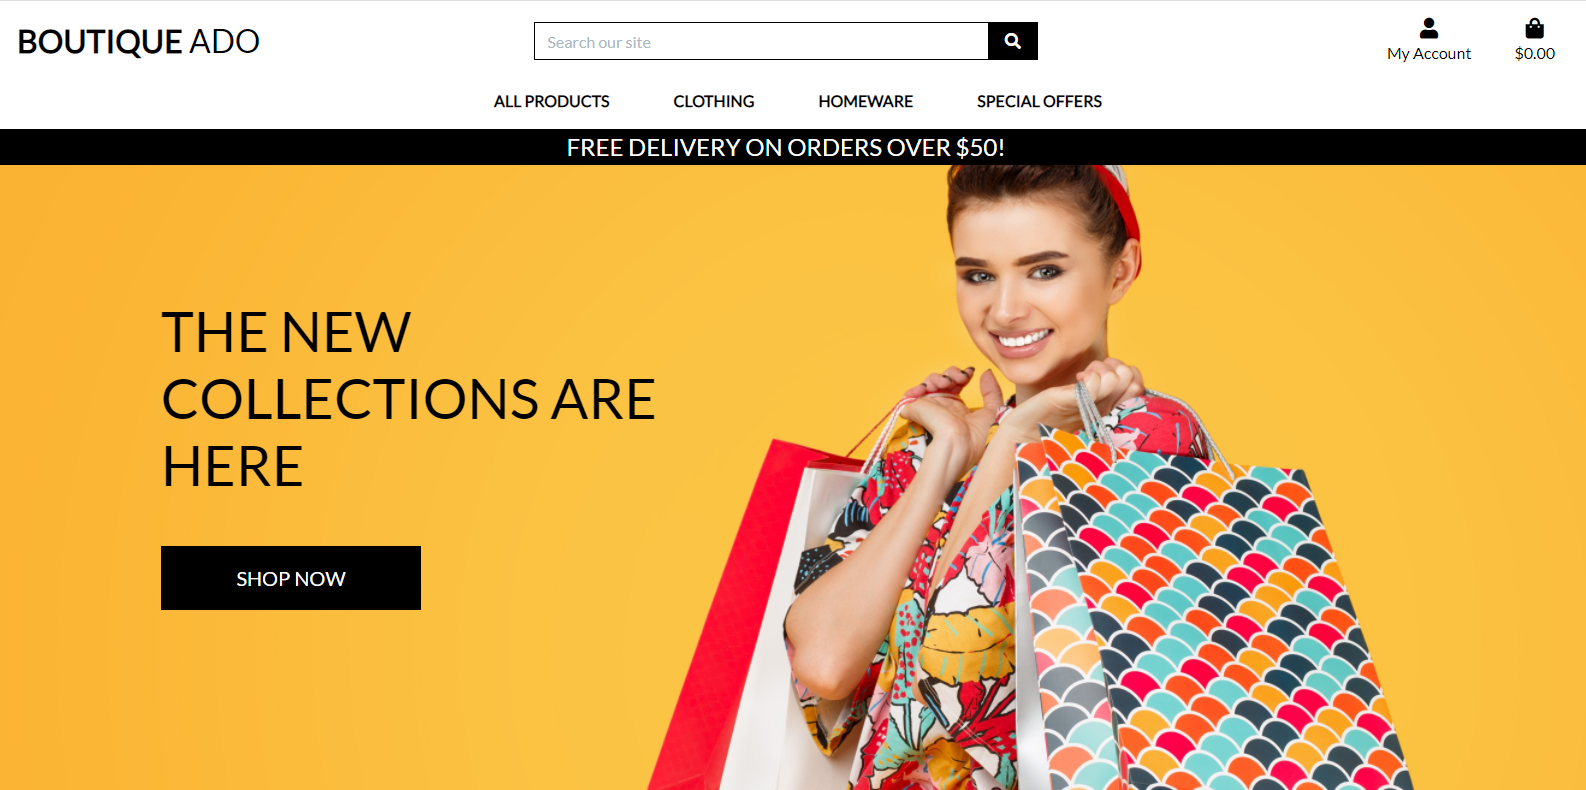 BOUTIQUE ADO
Search our site
My Account
$0.00
ALL PRODUCTS
CLOTHING
HOMEWARE
SPECIAL OFFERS
FREE DELIVERY ON ORDERS OVER $50!
THE NEW
COLLECTIONS ARE
HERE
SHOP NOW